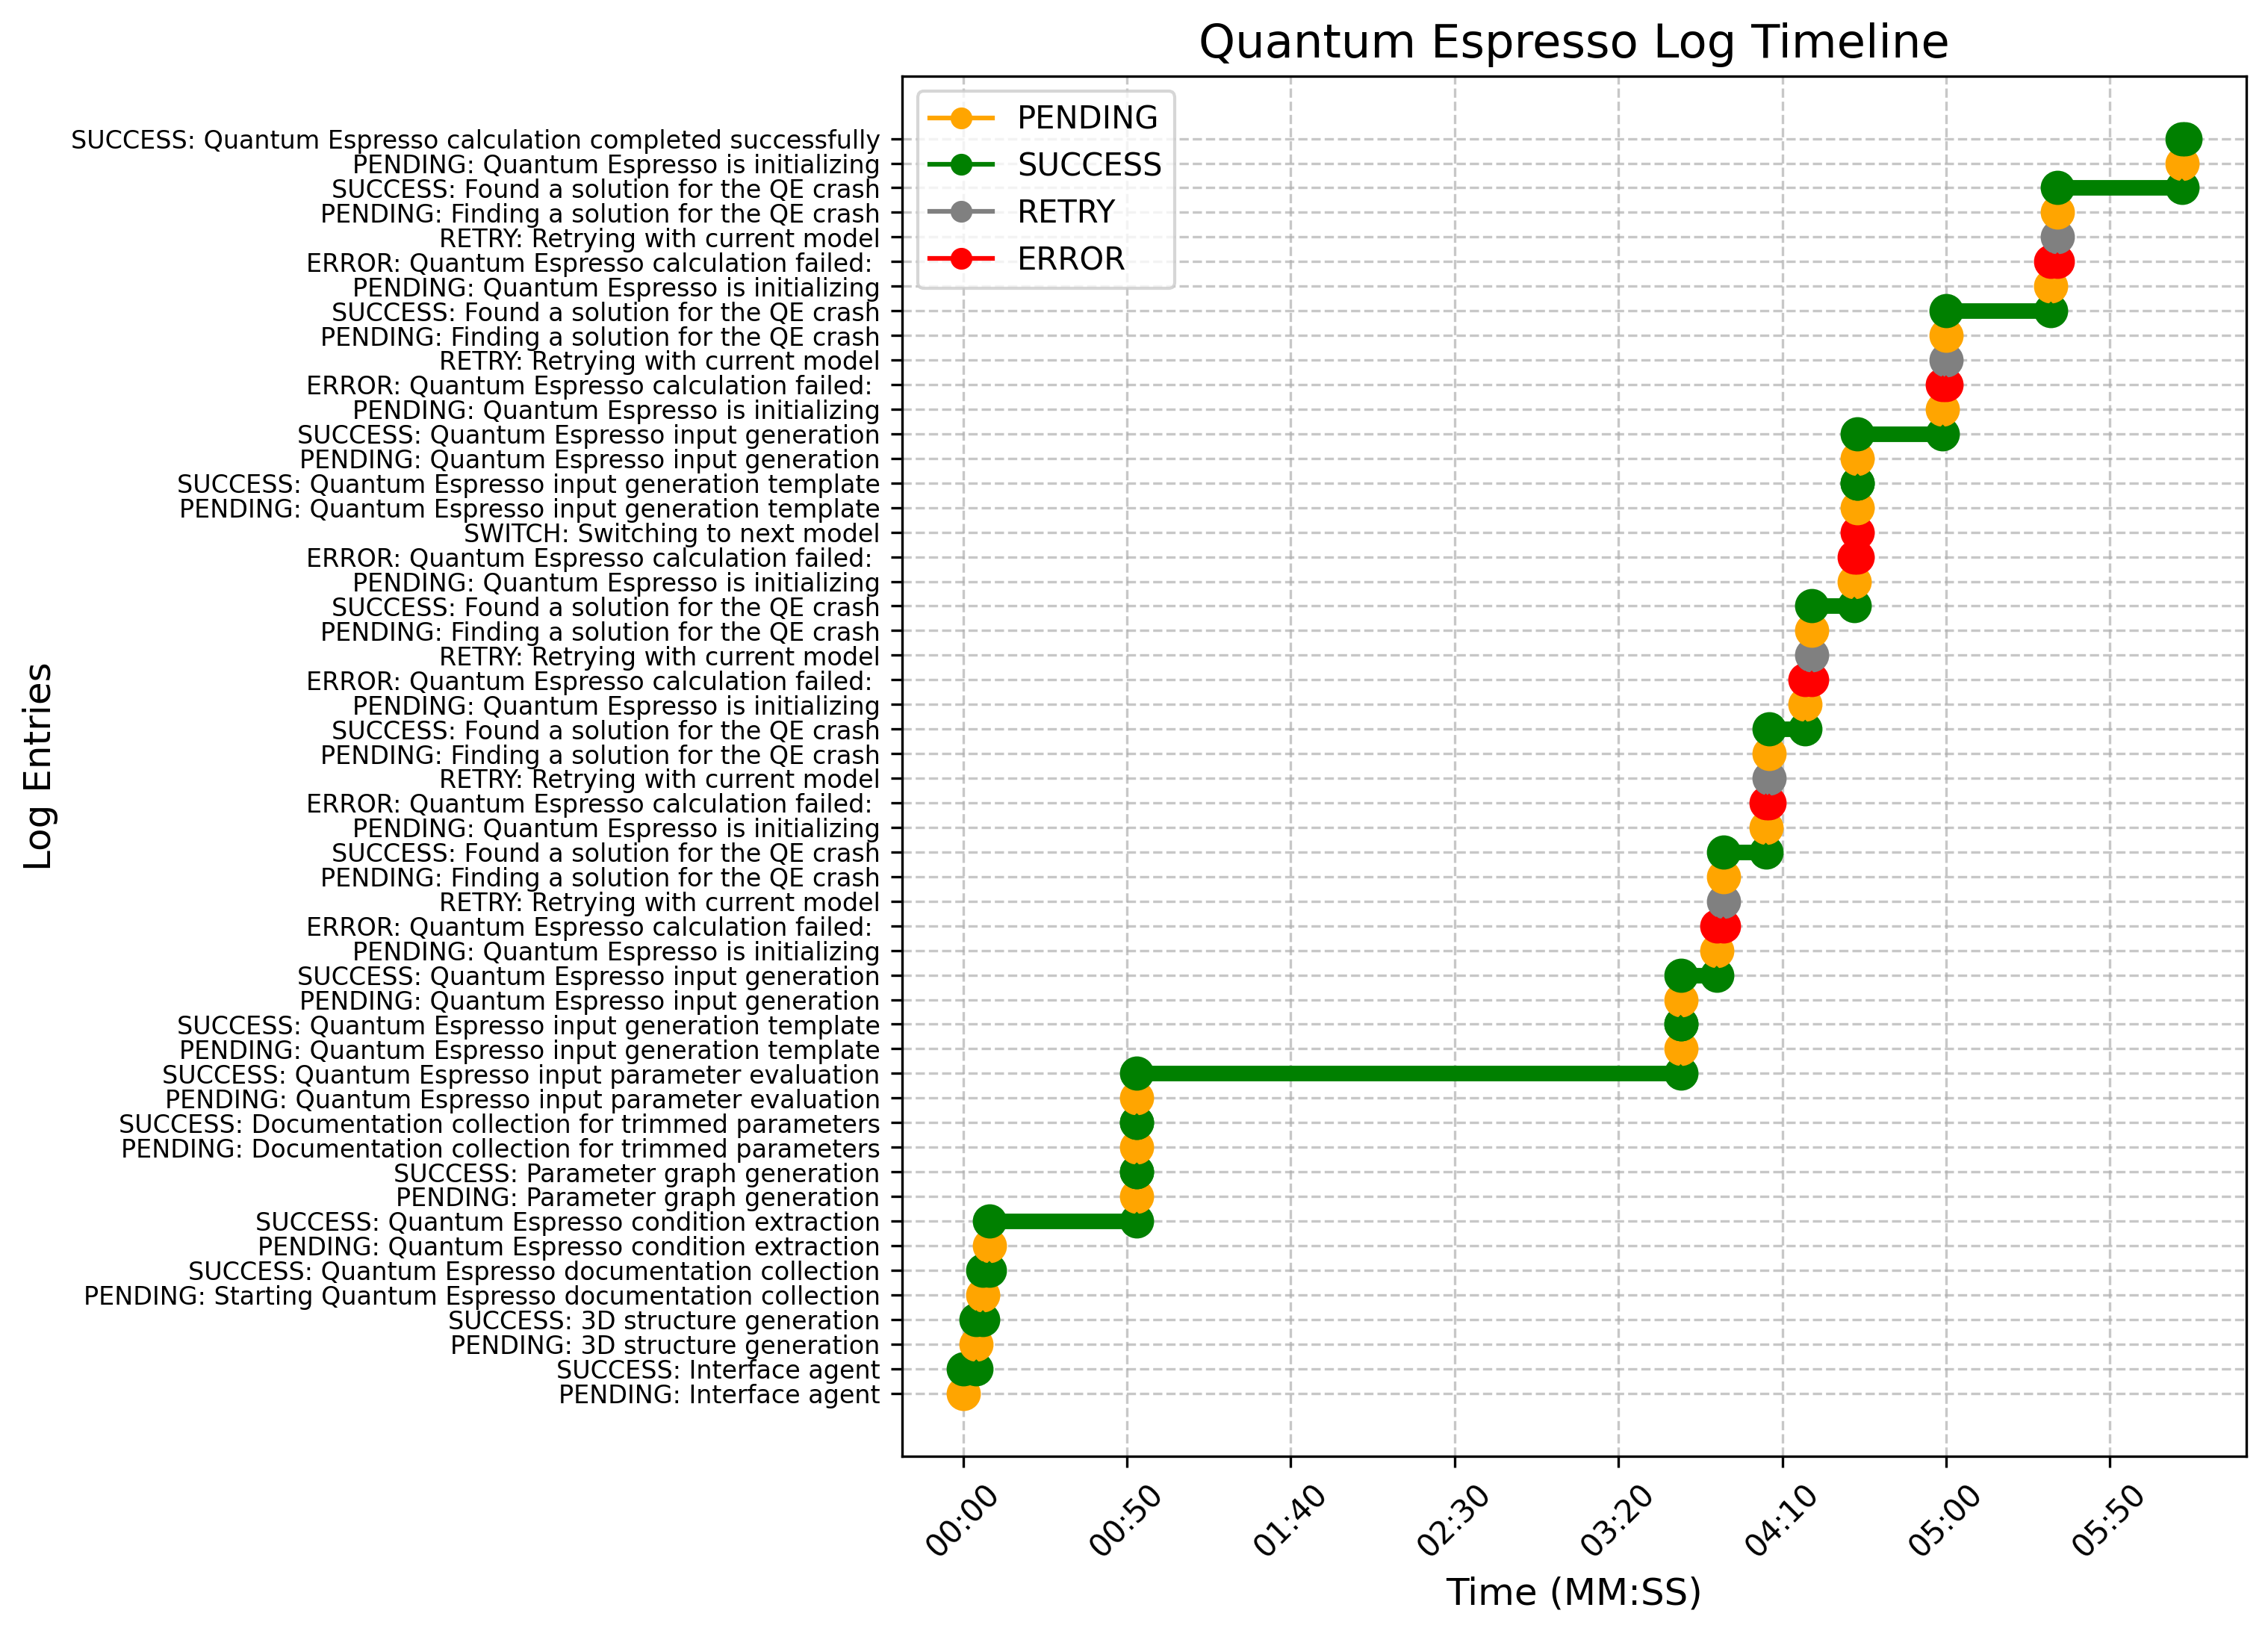 Quantum Espresso Log Timeline
PENDING
SUCCESS
RETRY
ERROR
SUCCESS: Quantum Espresso calculation completed successfully
PENDING: Quantum Espresso is initializing
SUCCESS: Found a solution for the QE crash
PENDING: Finding a solution for the QE crash
RETRY: Retrying with current model
ERROR: Quantum Espresso calculation failed:
PENDING: Quantum Espresso is initializing
SUCCESS: Found a solution for the QE crash
PENDING: Finding a solution for the QE crash
RETRY: Retrying with current model
ERROR: Quantum Espresso calculation failed:
PENDING: Quantum Espresso is initializing
SUCCESS: Quantum Espresso input generation
PENDING: Quantum Espresso input generation
SUCCESS: Quantum Espresso input generation template
PENDING: Quantum Espresso input generation template
SWITCH: Switching to next model
ERROR: Quantum Espresso calculation failed:
PENDING: Quantum Espresso is initializing
SUCCESS: Found a solution for the QE crash
PENDING: Finding a solution for the QE crash
RETRY: Retrying with current model
ERROR: Quantum Espresso calculation failed:
PENDING: Quantum Espresso is initializing
SUCCESS: Found a solution for the QE crash
PENDING: Finding a solution for the QE crash
RETRY: Retrying with current model
ERROR: Quantum Espresso calculation failed:
PENDING: Quantum Espresso is initializing
SUCCESS: Found a solution for the QE crash
PENDING: Finding a solution for the QE crash
RETRY: Retrying with current model
ERROR: Quantum Espresso calculation failed:
PENDING: Quantum Espresso is initializing
SUCCESS: Quantum Espresso input generation
PENDING: Quantum Espresso input generation
SUCCESS: Quantum Espresso input generation template
PENDING: Quantum Espresso input generation template
SUCCESS: Quantum Espresso input parameter evaluation
PENDING: Quantum Espresso input parameter evaluation
SUCCESS: Documentation collection for trimmed parameters
PENDING: Documentation collection for trimmed parameters
SUCCESS: Parameter graph generation
PENDING: Parameter graph generation
SUCCESS: Quantum Espresso condition extraction
PENDING: Quantum Espresso condition extraction
SUCCESS: Quantum Espresso documentation collection
PENDING: Starting Quantum Espresso documentation collection
SUCCESS: 3D structure generation
PENDING: 3D structure generation
SUCCESS: Interface agent
PENDING: Interface agent
Log Entries
00:00
00:50
01:40
02:30
03:20
04:10
05:00
05:50
Time (MM:SS)